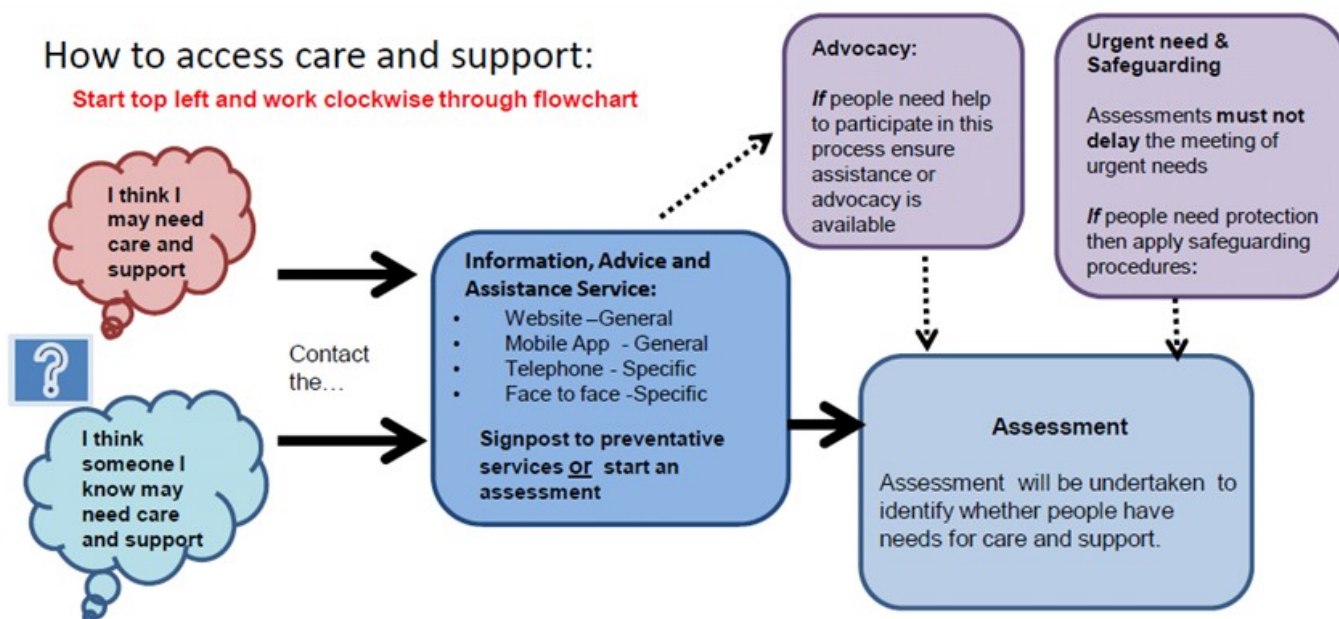 How to access care and support:
Start top left and work clockwise through flowchart
I think I
may need
care and
support
?
I think
someone I
know may
need care
and support
Contact
the…
Information, Advice and
Assistance Service:
• Website –General
• Mobile App - General
• Telephone - Specific
• Face to face -Specific
Signpost to preventative
services or start an
assessment
Advocacy:
If people need help
to participate in this
process ensure
assistance or
advocacy is
available
Urgent need &
Safeguarding
Assessments must not
delay the meeting of
urgent needs
If people need protection
then apply safeguarding
procedures:
Assessment
Assessment will be undertaken to
identify whether people have
needs for care and support.